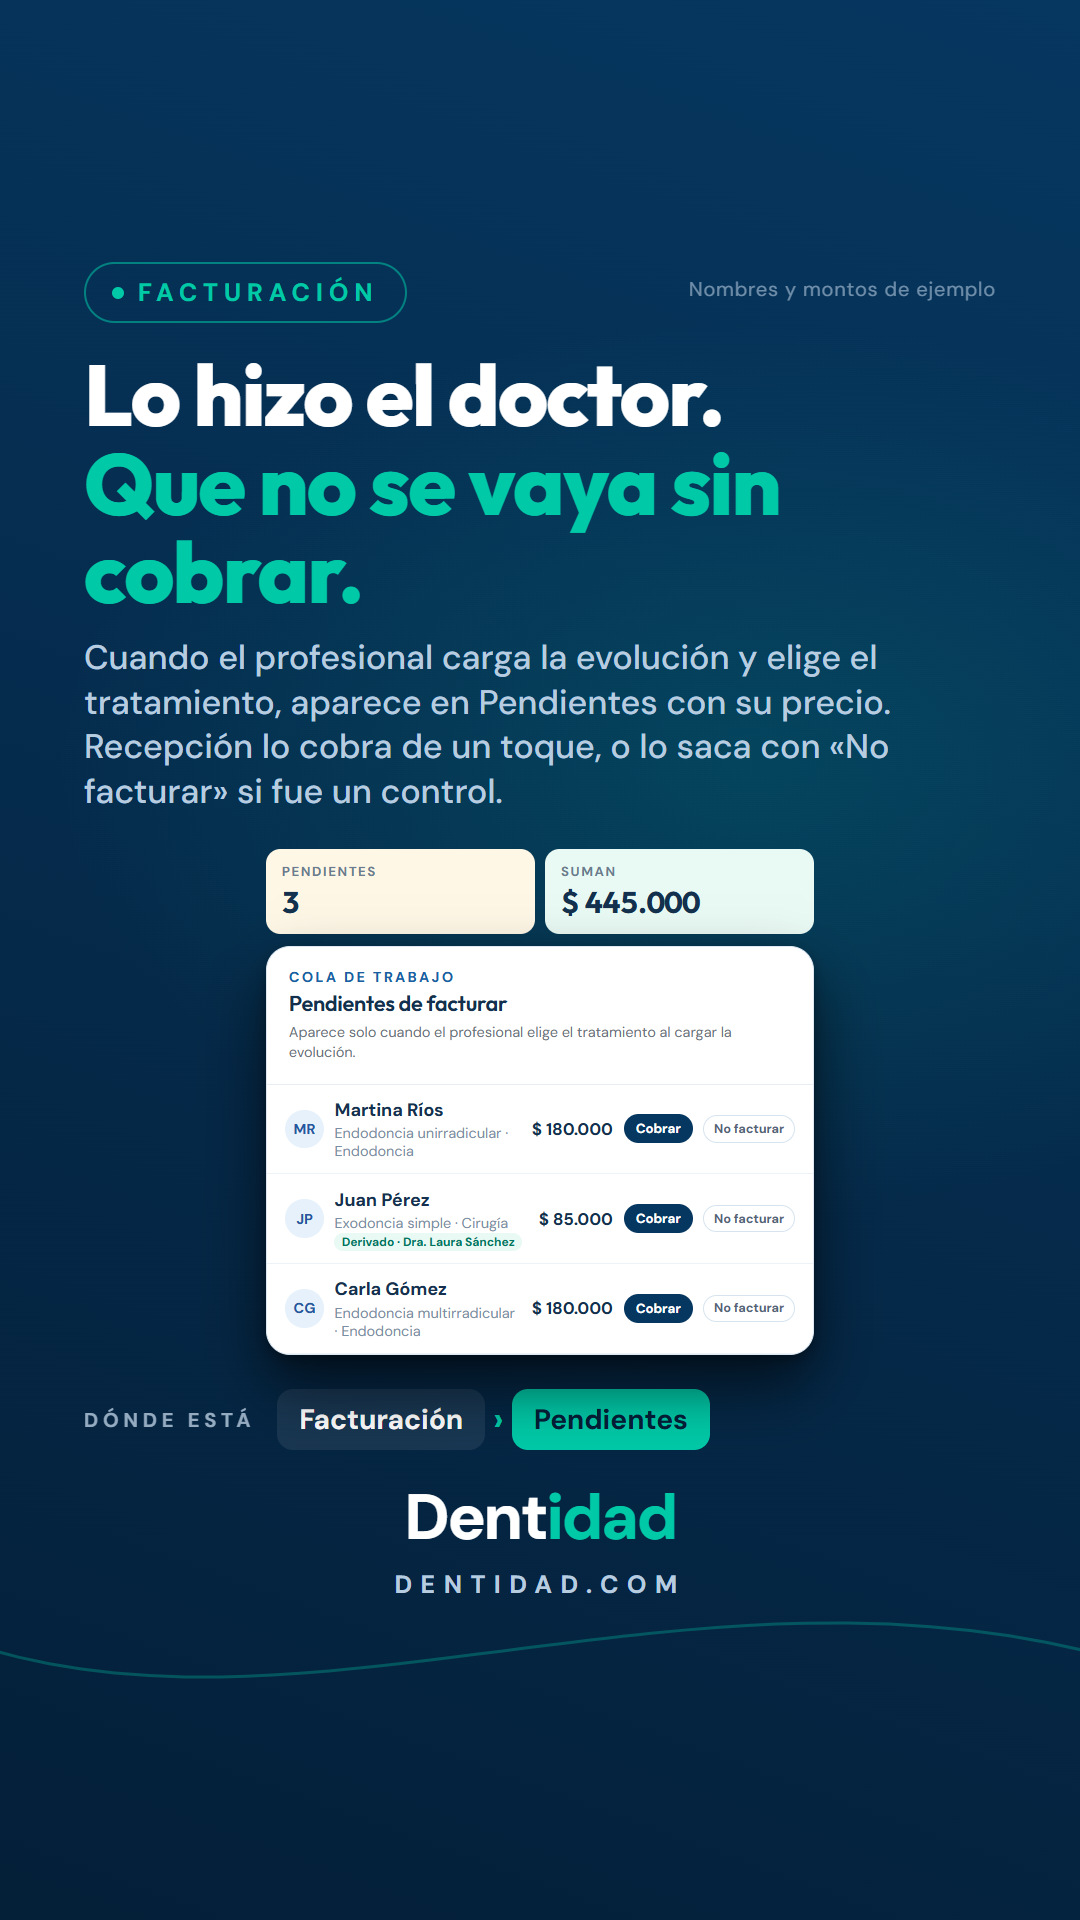 FACTURACIÓN
Nombres y montos de ejemplo
Lo hizo el doctor.
Que no se vaya sin
cobrar.
Cuando el profesional carga la evolución y elige el
tratamiento, aparece en Pendientes con su precio.
Recepción lo cobra de un toque, o lo saca con «No
facturar» si fue un control.
PENDIENTES
3
SUMAN
$ 445.000
COLA DE TRABAJO
Pendientes de facturar
Aparece solo cuando el profesional elige el tratamiento al cargar la
evolución.
MR
Martina Ríos
Endodoncia unirradicular ·
Endodoncia
$ 180.000
Cobrar
No facturar
JP
Juan Pérez
Exodoncia simple · Cirugía
Derivado · Dra. Laura Sánchez
$ 85.000
Cobrar
No facturar
CG
Carla Gómez
Endodoncia multirradicular
· Endodoncia
$ 180.000
Cobrar
No facturar
DÓNDE ESTÁ
Facturación › Pendientes
Dentidad
DENTIDAD.COM